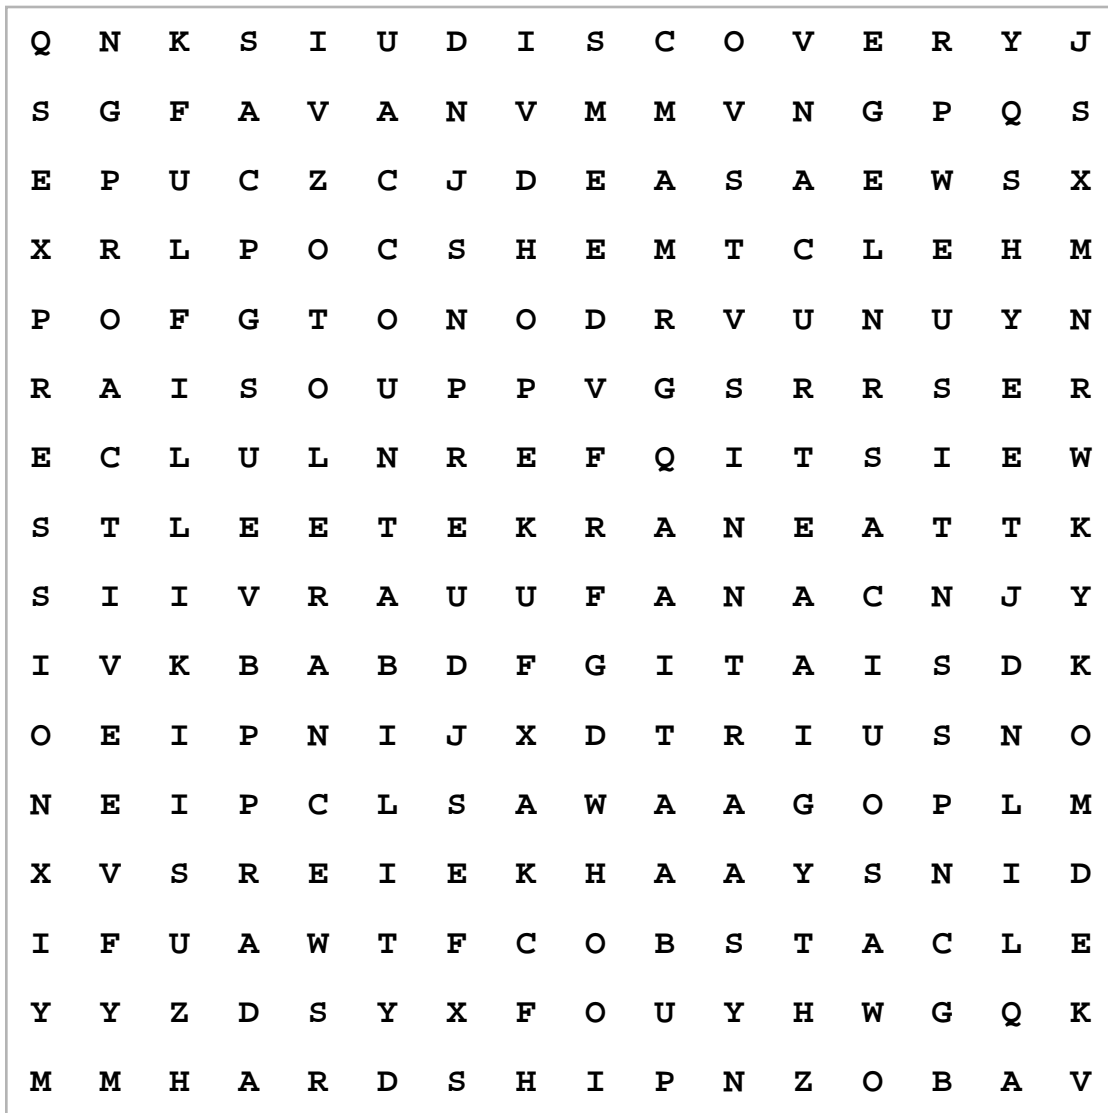 Q N K S I U D I S C O V E R Y J
S G F A V A N V M M V N G P Q S
E P U C Z C J D E A S A E W S X
X R L P O C S H E M T C L E H M
P O F G T O N O D R V U N U Y N
R A I S O U P P V G S R R S E R
E C L U L N R E F Q I T S I E W
S T L E E T E K R A N E A T T K
S I I V R A U U F A N A C N J Y
I V K B A B D F G I T A I S D K
O E I P N I J X D T R I U S N O
N E I P C L S A W A A G O P L M
X V S R E I E K H A A Y S N I D
I F U A W T F C O B S T A C L E
Y Y Z D S Y X F O U Y H W G Q K
M M H A R D S H I P N Z O B A V